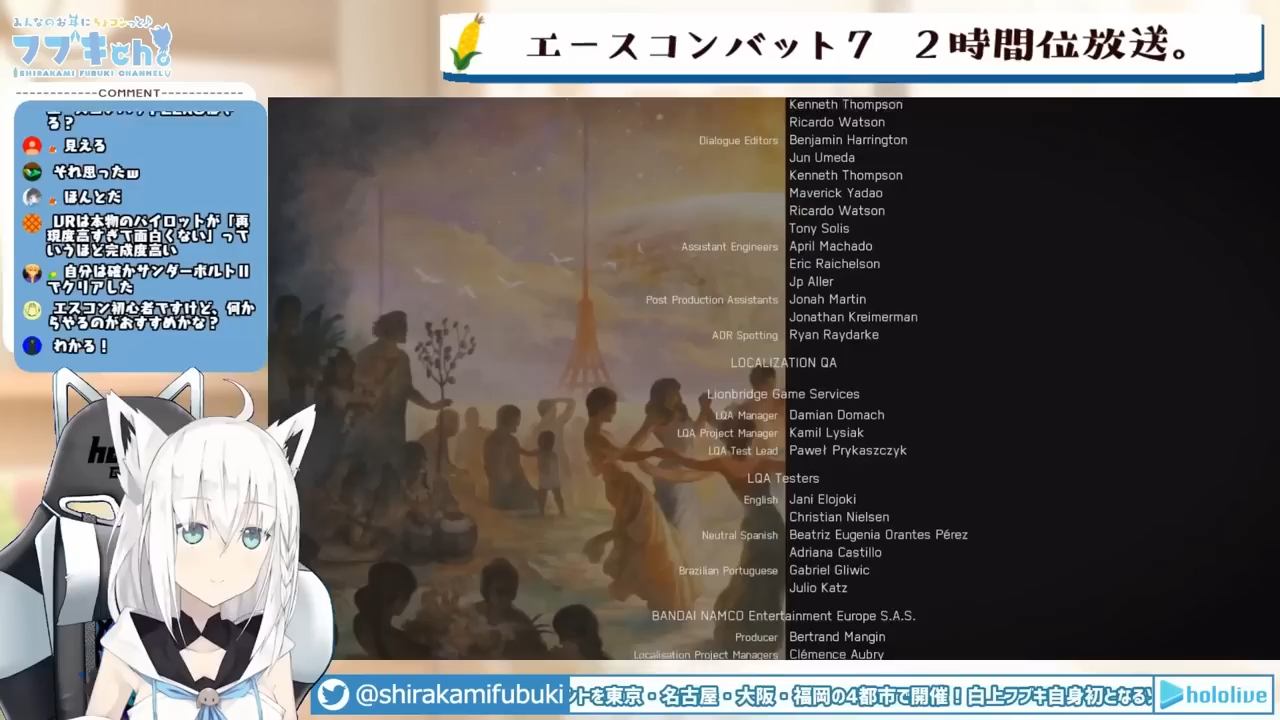 みんなのお耳にちょコンっと♪
フブキch!
SHIRAKAMI FUBUKI CHANNEL
エースコンバット7 2時間位放送。
COMMENT
る?
見える
それ思ったw
ほんとだ
URは本物のパイロットが「再
現度高すぎて面白くない」って
いうほど完成度高い
自分は確かサンダーボルトII
でクリアした
エスコン初心者ですけど、何か
らやるのがおすすめかな?
わかる!
Kenneth Thompson
Ricardo Watson
Dialogue Editors Benjamin Harrington
Jun Umeda
Kenneth Thompson
Maverick Yadao
Ricardo Watson
Tony Solis
Assistant Engineers April Machado
Eric Raichelson
Jp Aller
Post Production Assistants Jonah Martin
Jonathan Kreimerman
ADR Spotting Ryan Raydarke
LOCALIZATION QA
Lionbridge Game Services
LQA Manager Damian Domach
LQA Project Manager Kamil Lysiak
LQA Test Lead Paweł Prykaszczyk
LQA Testers
English Jani Elojoki
Christian Nielsen
Neutral Spanish Beatriz Eugenia Orantes Pérez
Adriana Castillo
Brazilian Portuguese Gabriel Gliwic
Julio Katz
BANDAI NAMCO Entertainment Europe S.A.S.
Producer Bertrand Mangin
Localisation Project Managers Clémence Aubry
@shirakamifubuki
ントを東京・名古屋・大阪・福岡の4都市で開催!白上フブキ自身初となる
hololive